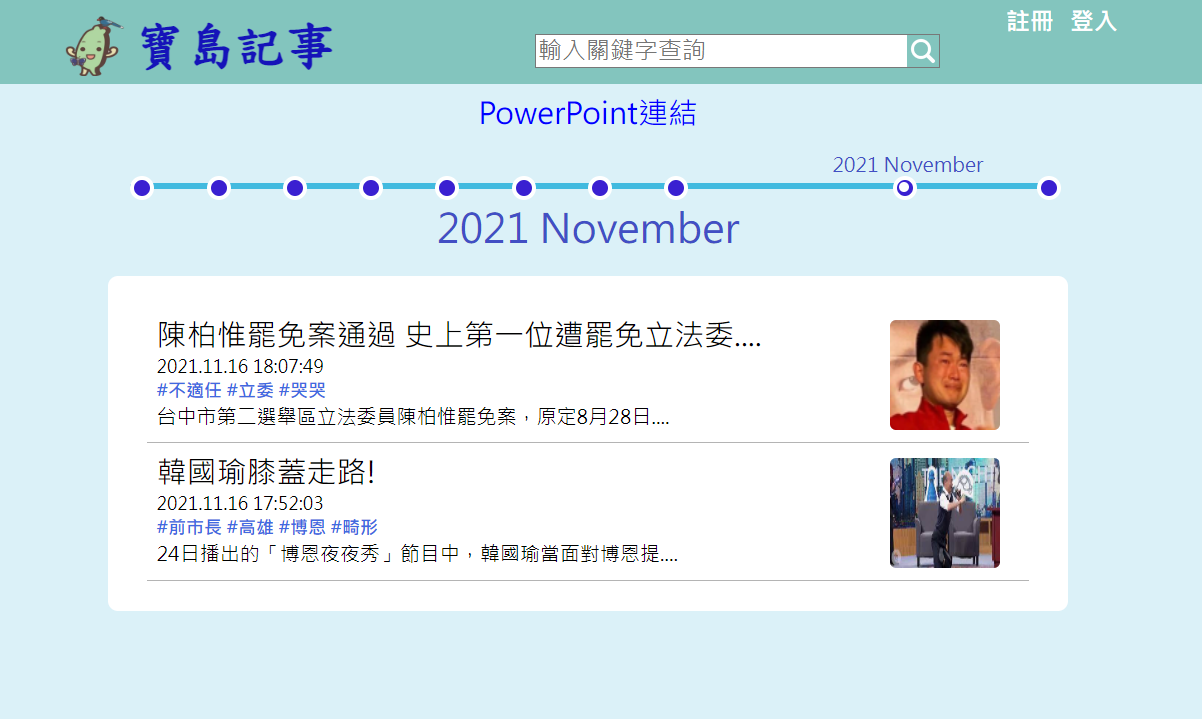 寶島記事
註冊 登入
輸入關鍵字查詢
PowerPoint連結
2021 November
2021 November
陳柏惟罷免案通過 史上第一位遭罷免立法委....
2021.11.16 18:07:49
#不適任 #立委 #哭哭
台中市第二選舉區立法委員陳柏惟罷免案，原定8月28日....
韓國瑜膝蓋走路!
2021.11.16 17:52:03
#前市長 #高雄 #博恩 #畸形
24日播出的「博恩夜夜秀」節目中，韓國瑜當面對博恩提....